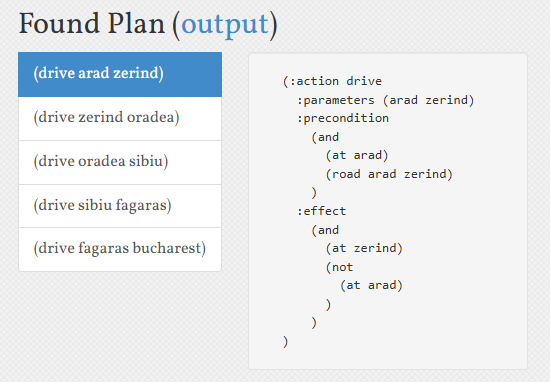 Found Plan (output)
(drive arad zerind)
(drive zerind oradea)
(drive oradea sibiu)
(drive sibiu fagaras)
(drive fagaras bucharest)
(:action drive
  :parameters (arad zerind)
  :precondition
    (and
      (at arad)
      (road arad zerind)
    )
  :effect
    (and
      (at zerind)
      (not
        (at arad)
      )
    )
)